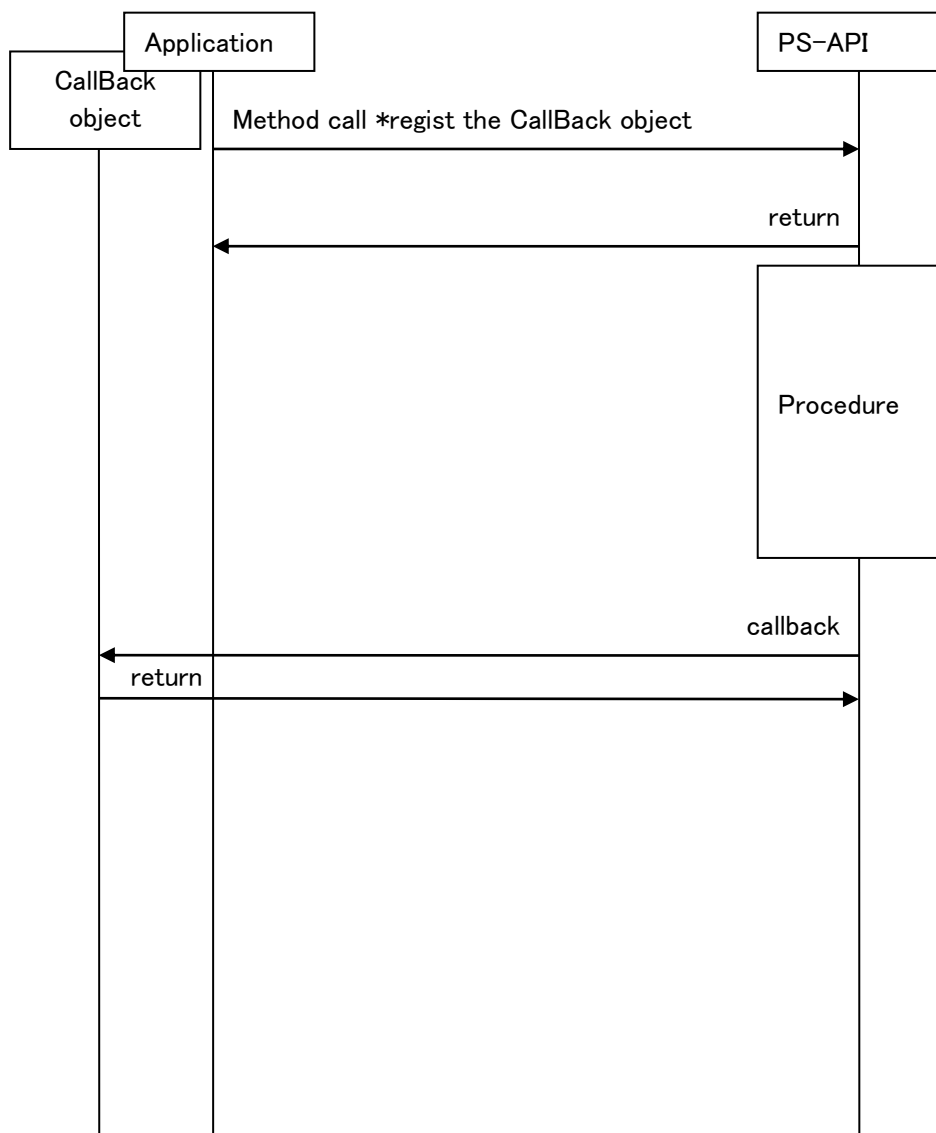 Application
PS-API
CallBack
object
Method call *regist the CallBack object
return
Procedure
callback
return